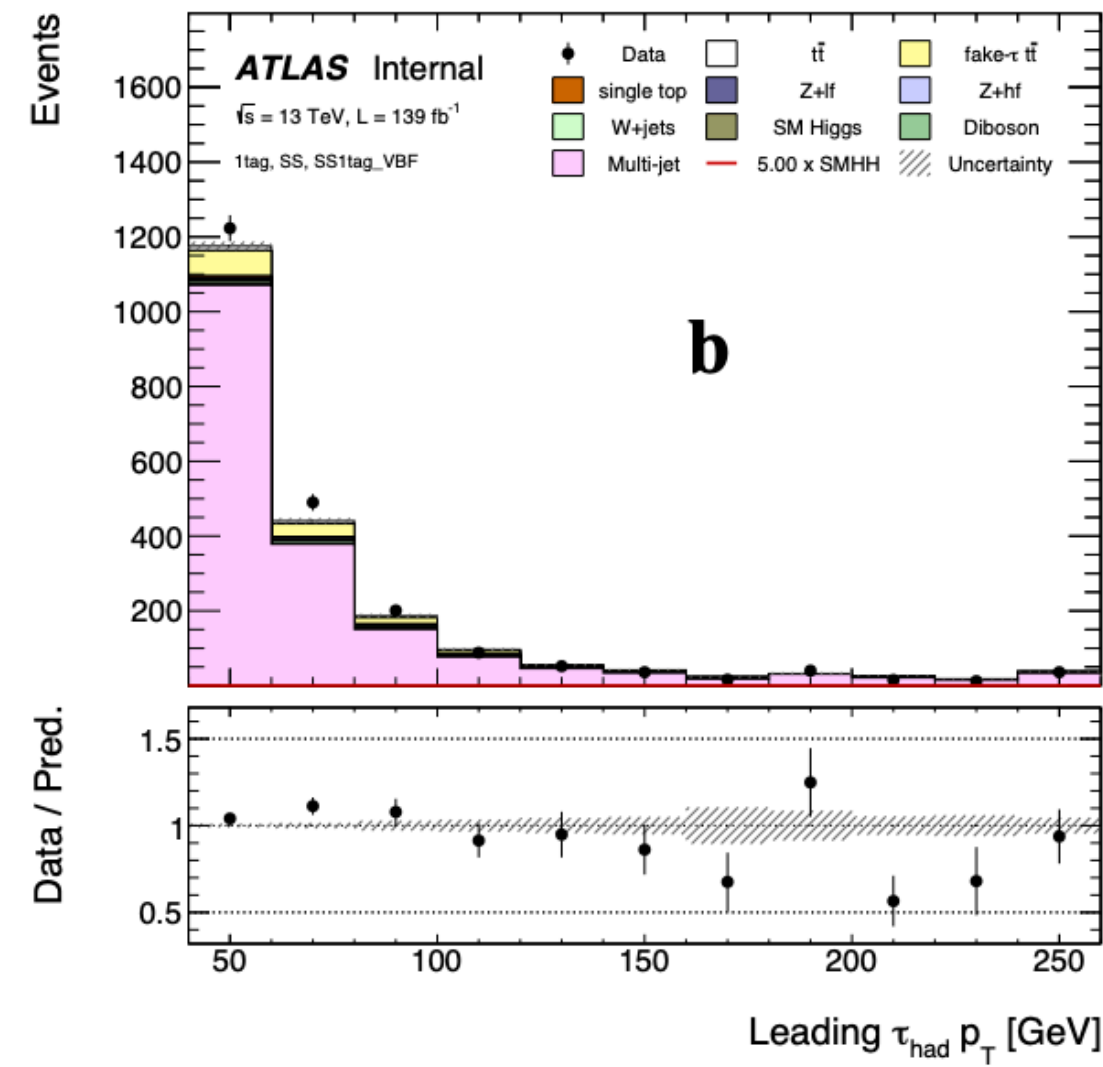 Events
1600
1400
1200
1000
800
600
400
200
ATLAS Internal
√s = 13 TeV, L = 139 fb⁻¹
1tag, SS, SS1tag_VBF
Data tt̄ fake-τ tt̄
single top Z+lf Z+hf
W+jets SM Higgs Diboson
Multi-jet 5.00 x SMHH Uncertainty
b
Data / Pred.
1.5
1
0.5
50 100 150 200 250
Leading τ_had p_T [GeV]